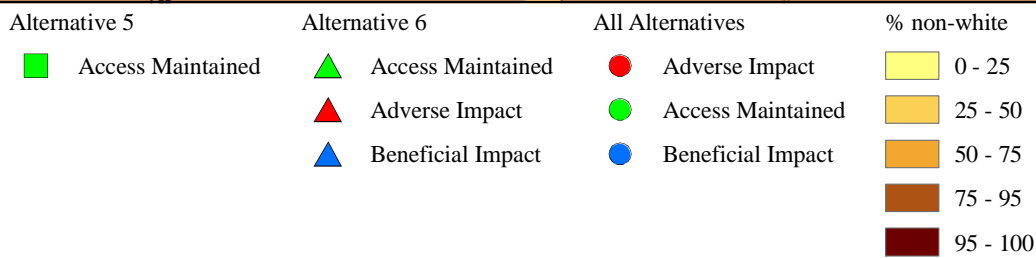 Alternative 5
Access Maintained
Alternative 6
Access Maintained
Adverse Impact
Beneficial Impact
All Alternatives
Adverse Impact
Access Maintained
Beneficial Impact
% non-white
0 - 25
25 - 50
50 - 75
75 - 95
95 - 100